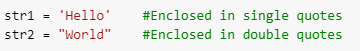 str1 = 'Hello'    #Enclosed in single quotes
str2 = "World"    #Enclosed in double quotes